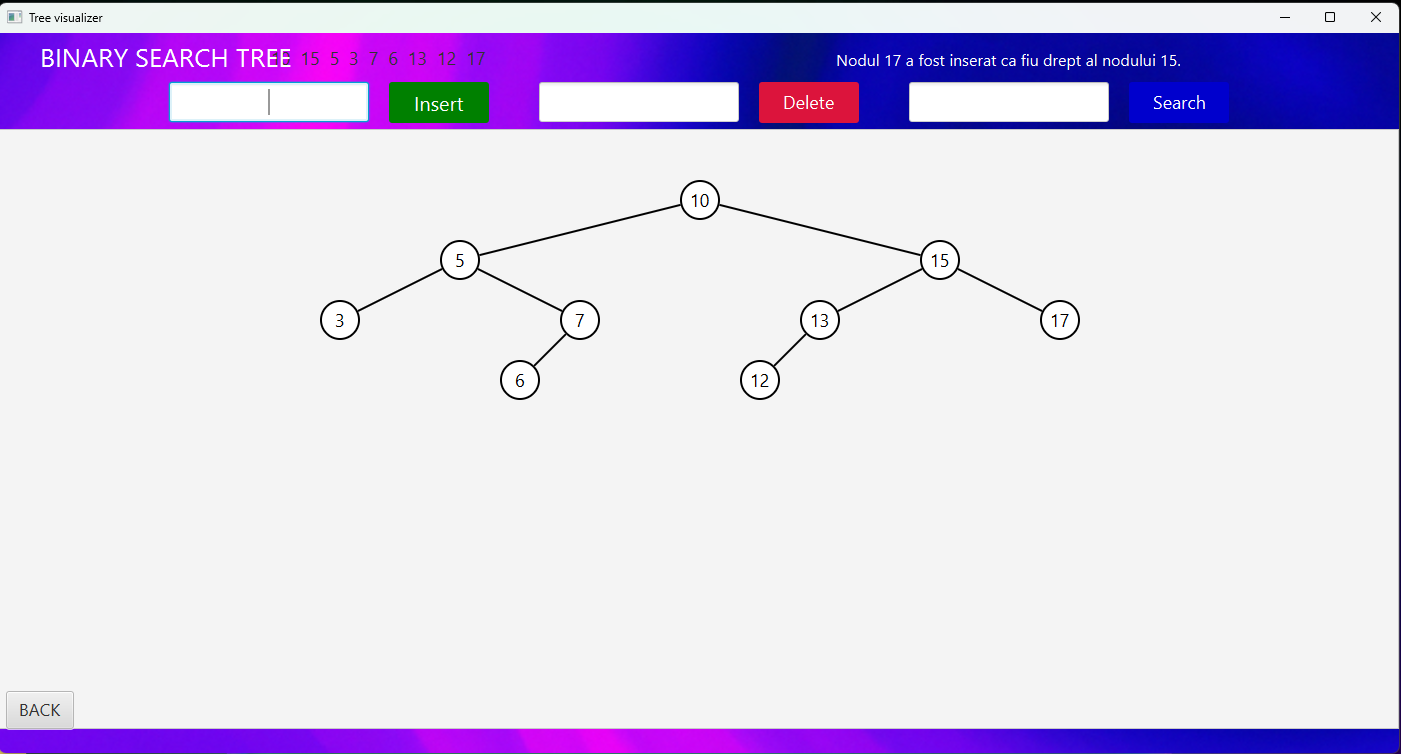 Tree visualizer
BINARY SEARCH TREE 15 5 3 7 6 13 12 17
Nodul 17 a fost inserat ca fiu drept al nodului 15.
Insert Delete Search
10
5 15
3 7 13 17
6 12
BACK